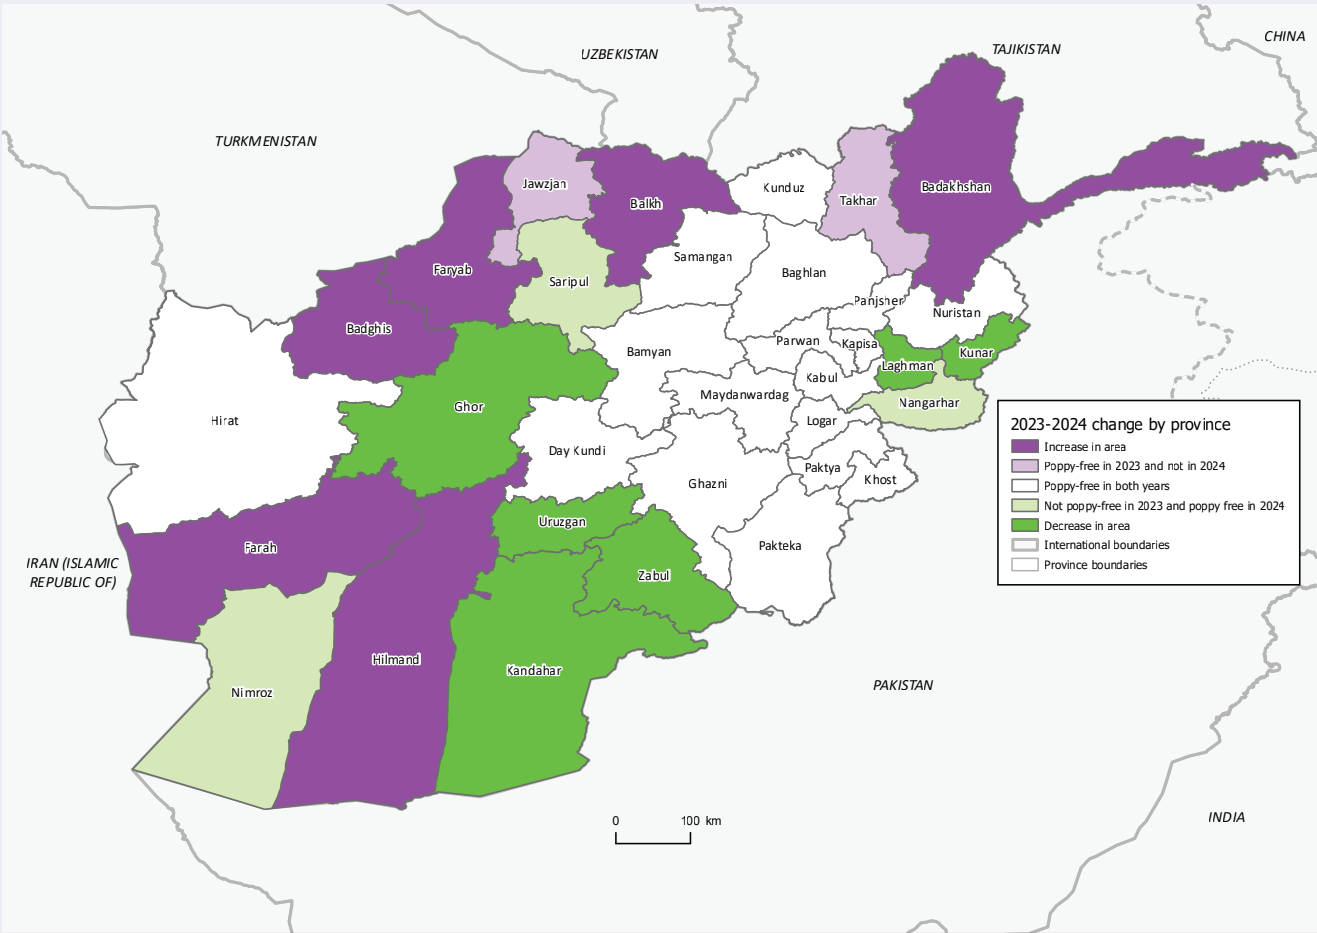 CHINA
TAJIKISTAN
UZBEKISTAN
TURKMENISTAN
Jawzjan
Kunduz
Badakhshan
Takhar
Balkh
Samangan
Faryab
Baghlan
Saripul
Panjsher
Nuristan
Badghis
Parwan
Kapisa
Bamyan
Kunar
Laghman
Kabul
Maydanwardag
Nangarhar
Ghor
Hirat
Logar
Day Kundi
Paktya
Khost
Ghazni
Uruzgan
Farah
Pakteka
Zabul
IRAN (ISLAMIC
REPUBLIC OF)
Hilmand
Kandahar
Nimroz
PAKISTAN
INDIA
2023-2024 change by province
Increase in area
Poppy-free in 2023 and not in 2024
Poppy-free in both years
Not poppy-free in 2023 and poppy free in 2024
Decrease in area
International boundaries
Province boundaries
0 100 km